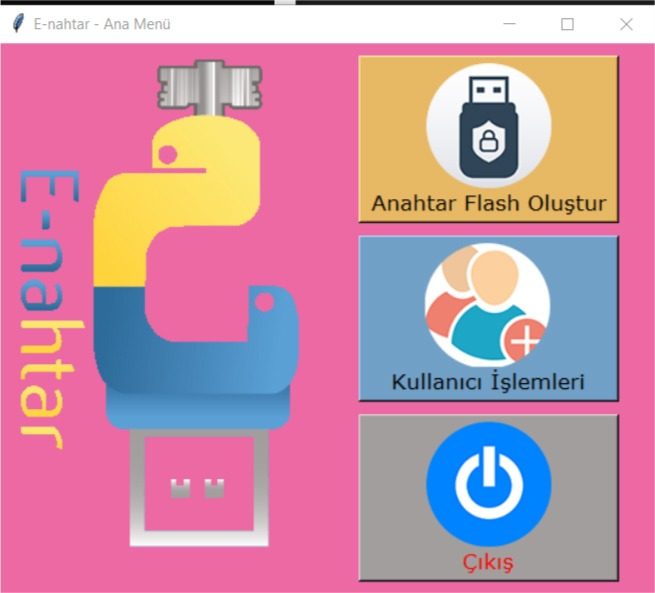 E-nahtar - Ana Menü
E-nahtar
Anahtar Flash Oluştur
Kullanıcı İşlemleri
Çıkış